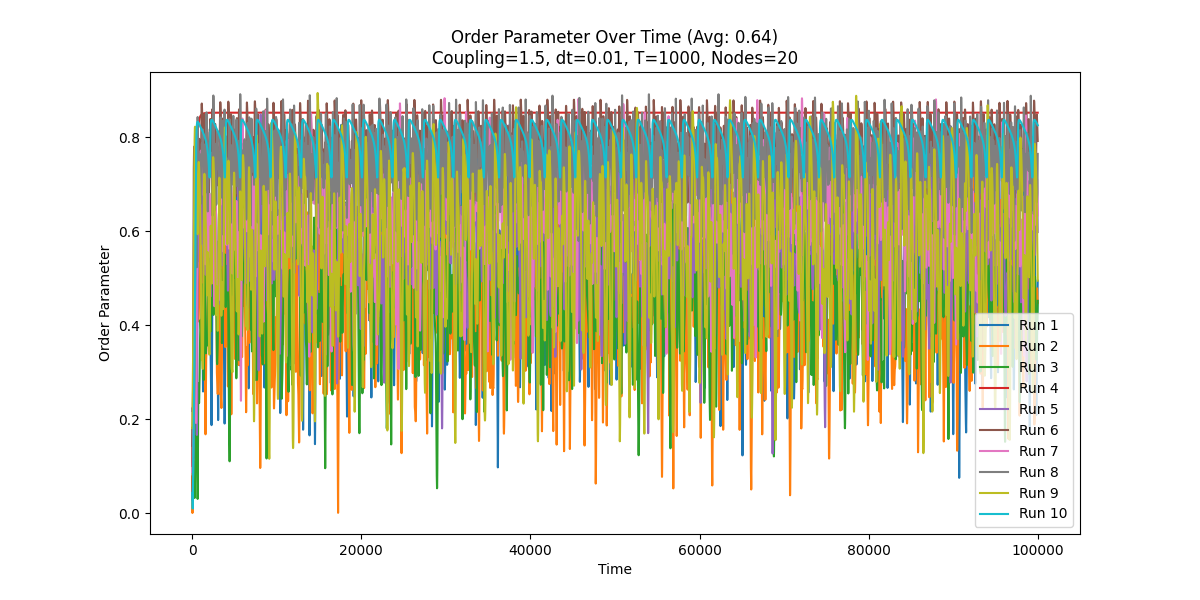 Order Parameter Over Time (Avg: 0.64)
Coupling=1.5, dt=0.01, T=1000, Nodes=20
Order Parameter
0.8
0.6
0.4
0.2
0.0
0
20000
40000
60000
80000
100000
Time
Run 1
Run 2
Run 3
Run 4
Run 5
Run 6
Run 7
Run 8
Run 9
Run 10